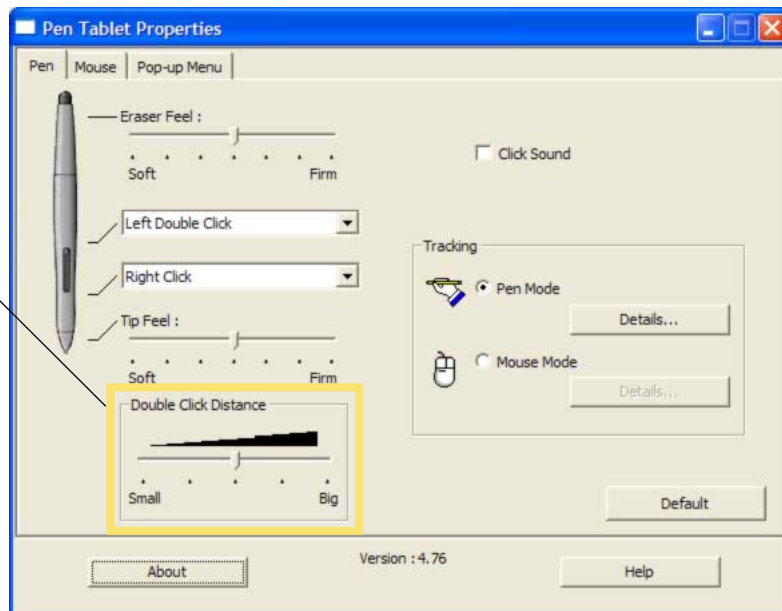 Pen Tablet Properties
Pen Mouse Pop-up Menu
Eraser Feel :
Click Sound
Soft Firm
Left Double Click
Tracking
Right Click
Pen Mode
Details...
Tip Feel :
Mouse Mode
Soft Firm
Details...
Double Click Distance
Small Big
Default
Version : 4.76
About
Help